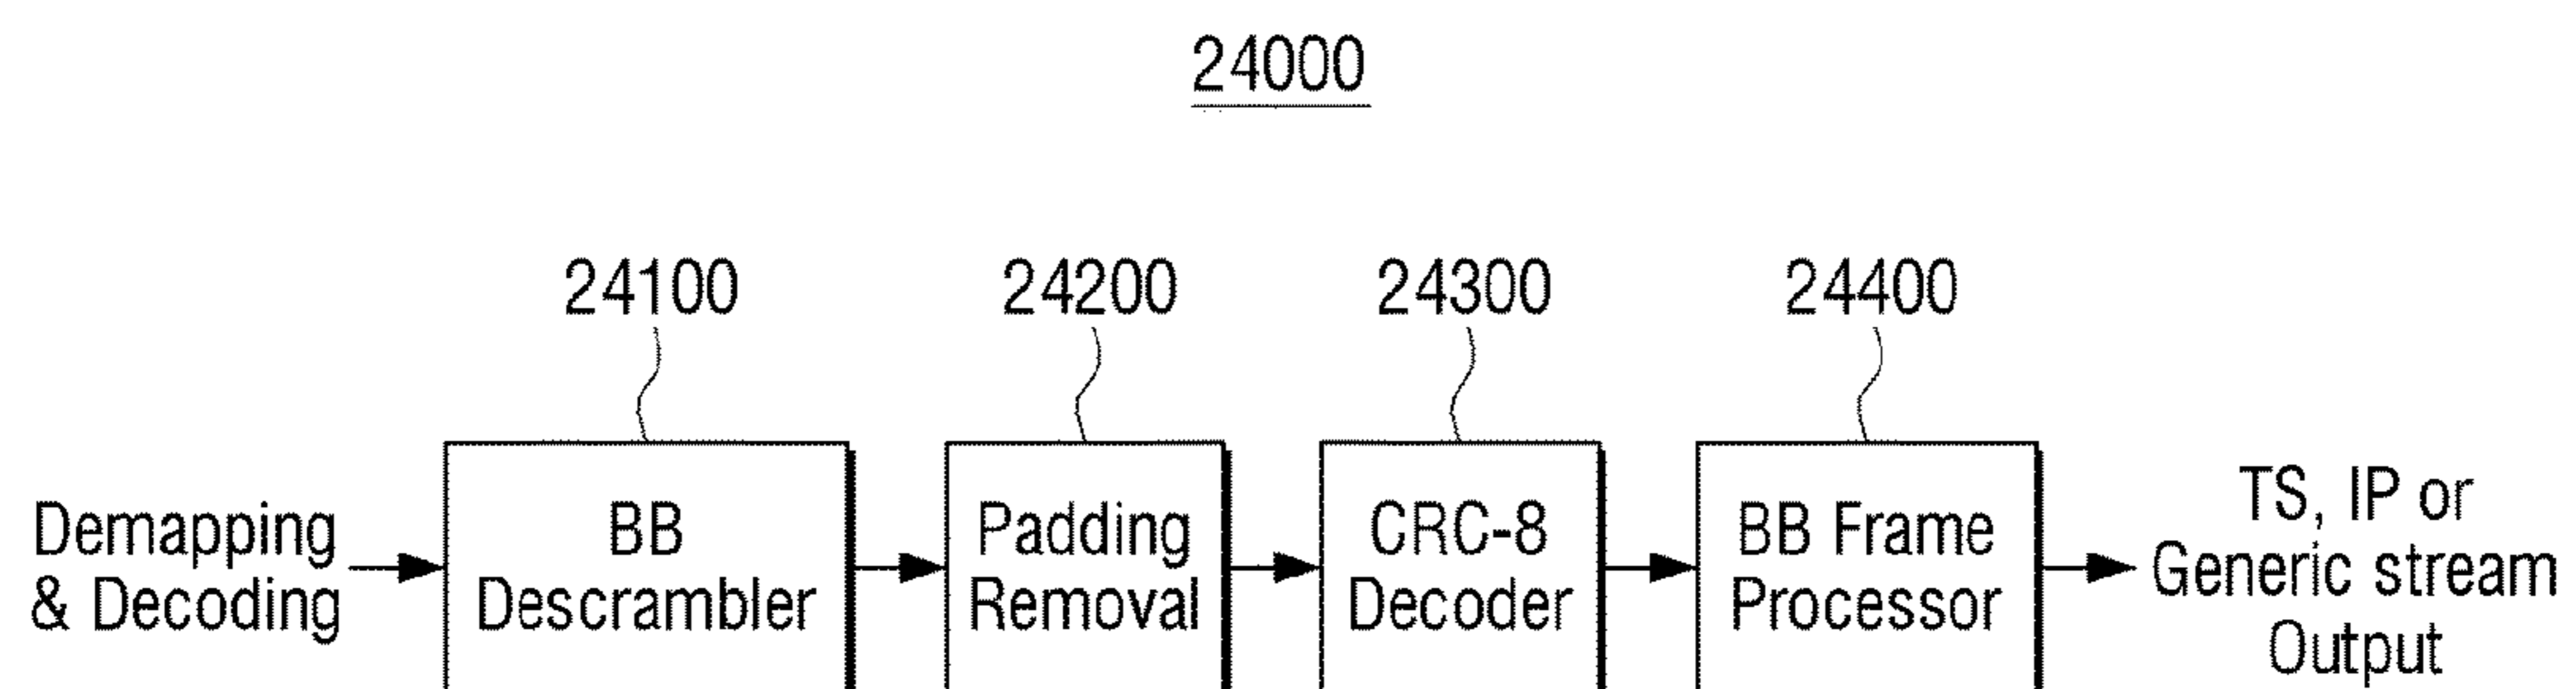 24000
24100
24200
24300
24400
Demapping
& Decoding
BB
Descrambler
Padding
Removal
CRC-8
Decoder
BB Frame
Processor
TS, IP or
Generic stream
Output